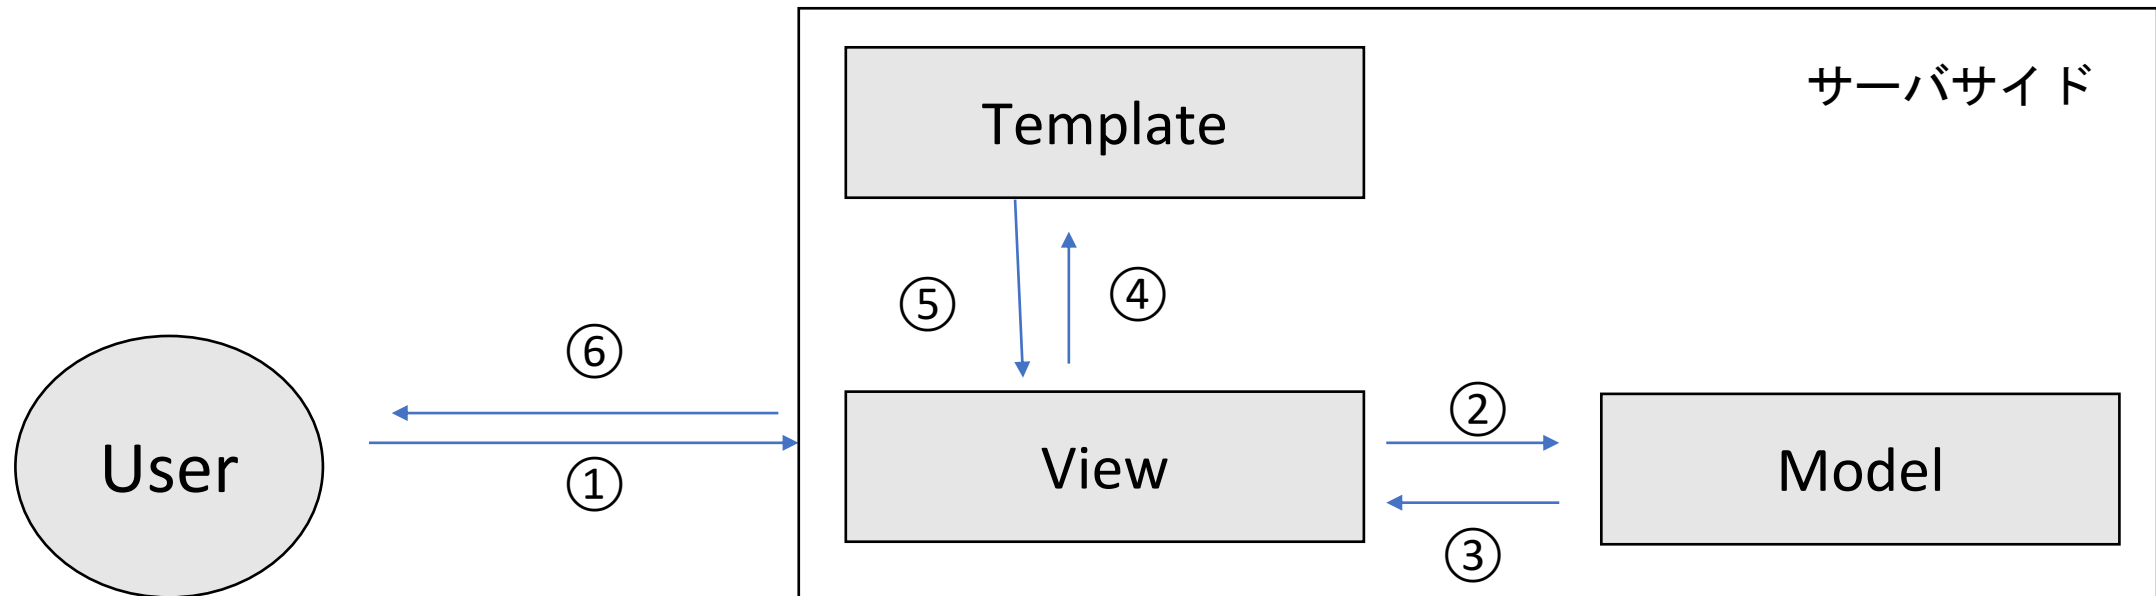 サーバサイド
Template
⑤
④
⑥
User
①
View
②
③
Model